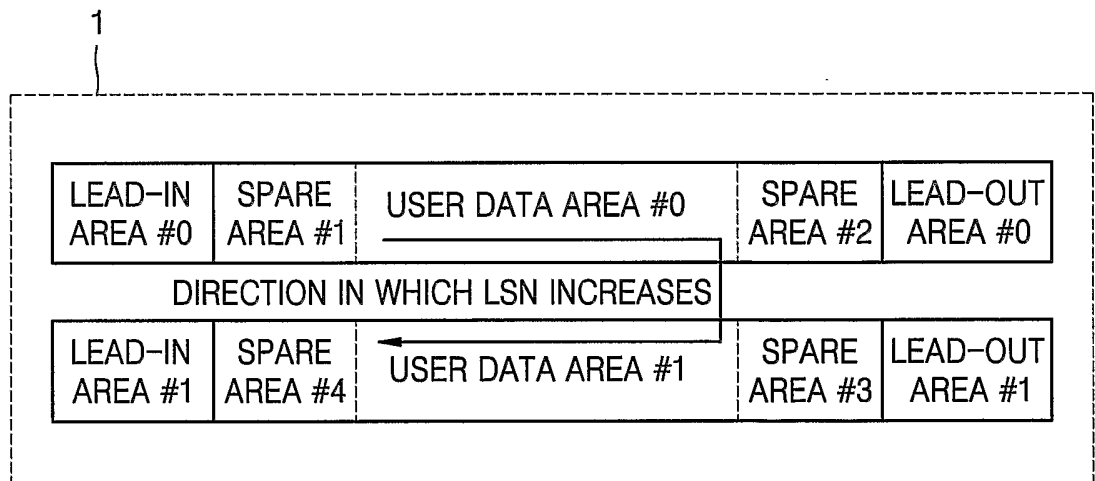 1
LEAD-IN
AREA #0
SPARE
AREA #1
USER DATA AREA #0
SPARE
AREA #2
LEAD-OUT
AREA #0
DIRECTION IN WHICH LSN INCREASES
LEAD-IN
AREA #1
SPARE
AREA #4
USER DATA AREA #1
SPARE
AREA #3
LEAD-OUT
AREA #1